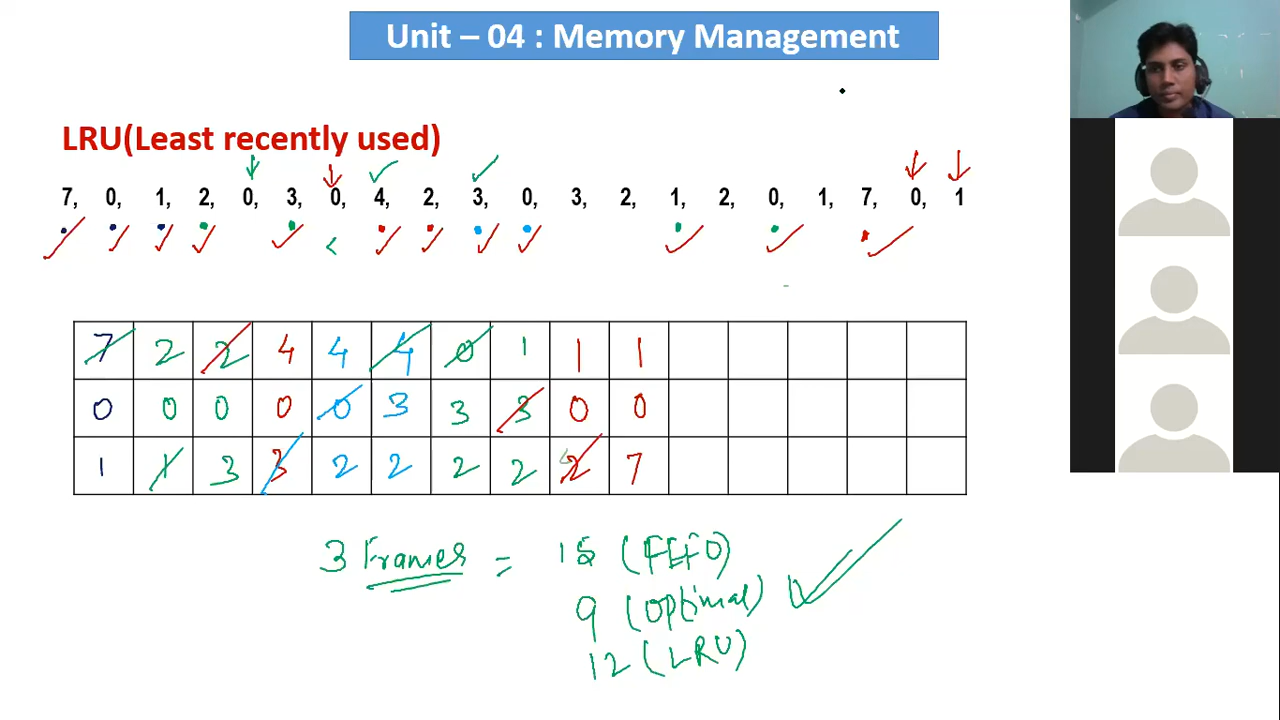 Unit – 04 : Memory Management
LRU(Least recently used)
7, 0, 1, 2, 0, 3, 0, 4, 2, 3, 0, 3, 2, 1, 2, 0, 1, 7, 0, 1
7 2 2 4 4 4 0 1 1 1
0 0 0 0 0 3 3 3 0 0
1 1 3 3 2 2 2 2 2 7
3 Frames = 15 (FIFO)
9 (Optimal)
12 (LRU)